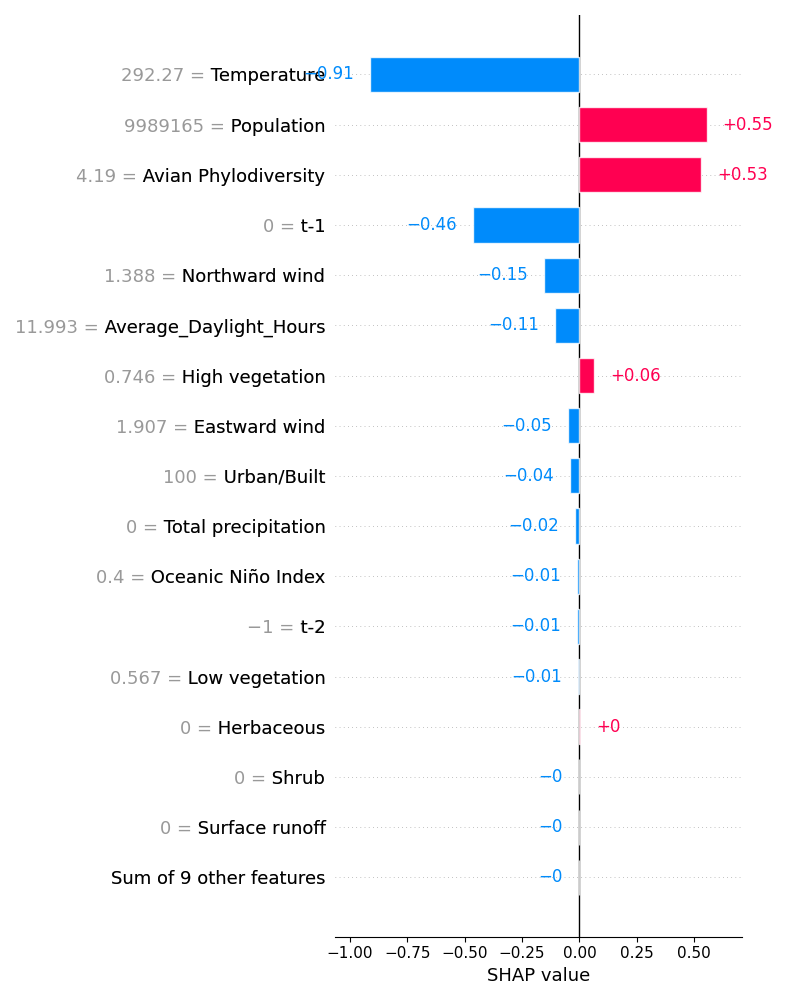 292.27 = Temperature −0.91
9989165 = Population +0.55
4.19 = Avian Phylodiversity +0.53
0 = t-1 −0.46
1.388 = Northward wind −0.15
11.993 = Average_Daylight_Hours −0.11
0.746 = High vegetation +0.06
1.907 = Eastward wind −0.05
100 = Urban/Built −0.04
0 = Total precipitation −0.02
0.4 = Oceanic Niño Index −0.01
−1 = t-2 −0.01
0.567 = Low vegetation −0.01
0 = Herbaceous +0
0 = Shrub −0
0 = Surface runoff −0
Sum of 9 other features −0
−1.00 −0.75 −0.50 −0.25 0.00 0.25 0.50
SHAP value